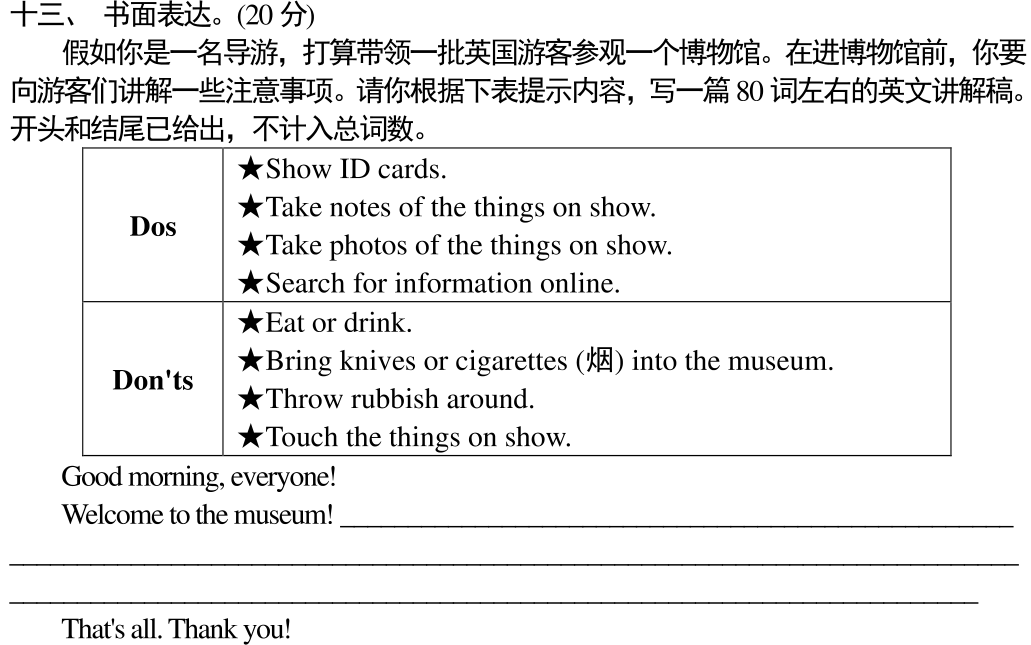 十三、 书面表达。(20 分)
假如你是一名导游，打算带领一批英国游客参观一个博物馆。在进博物馆前，你要
向游客们讲解一些注意事项。请你根据下表提示内容，写一篇 80 词左右的英文讲解稿。
开头和结尾已给出，不计入总词数。
★Show ID cards.
★Take notes of the things on show.
Dos
★Take photos of the things on show.
★Search for information online.
★Eat or drink.
★Bring knives or cigarettes (烟) into the museum.
Don'ts
★Throw rubbish around.
★Touch the things on show.
Good morning, everyone!
Welcome to the museum! ________________________________________________
________________________________________________________________________
_____________________________________________________________________
That's all. Thank you!